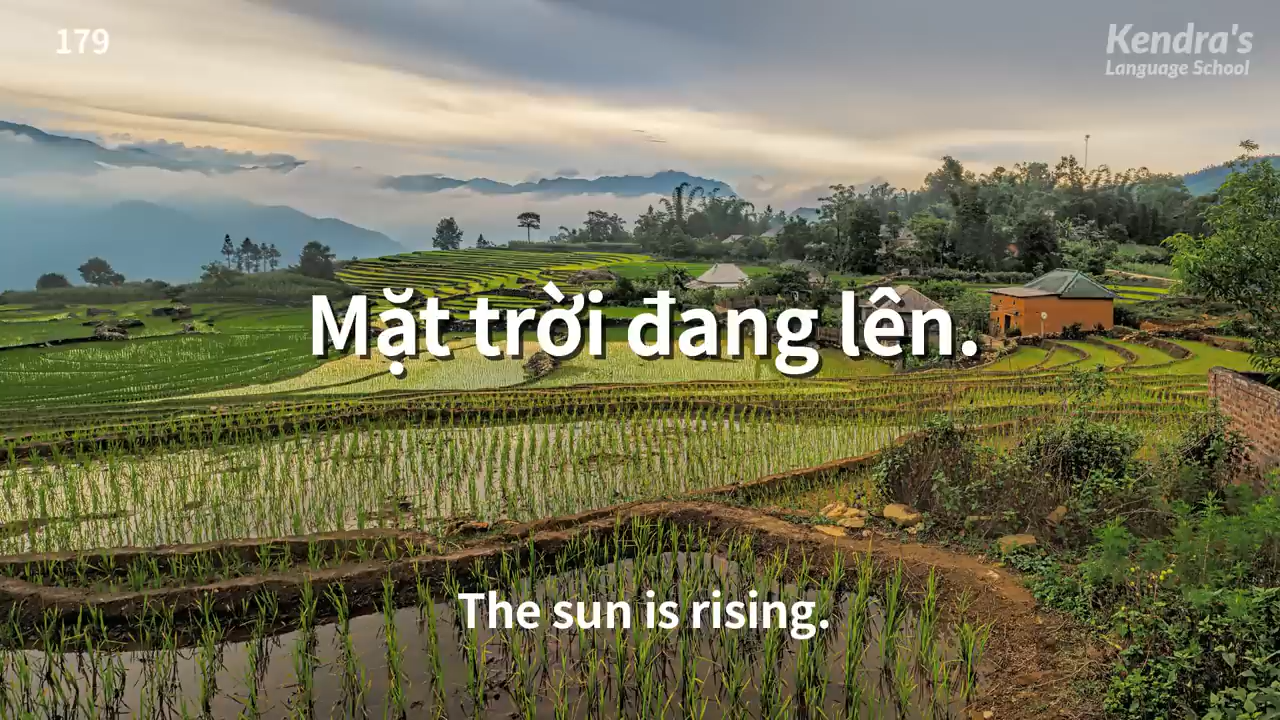 179
Kendra's
Language School
Mặt trời đang lên.
The sun is rising.